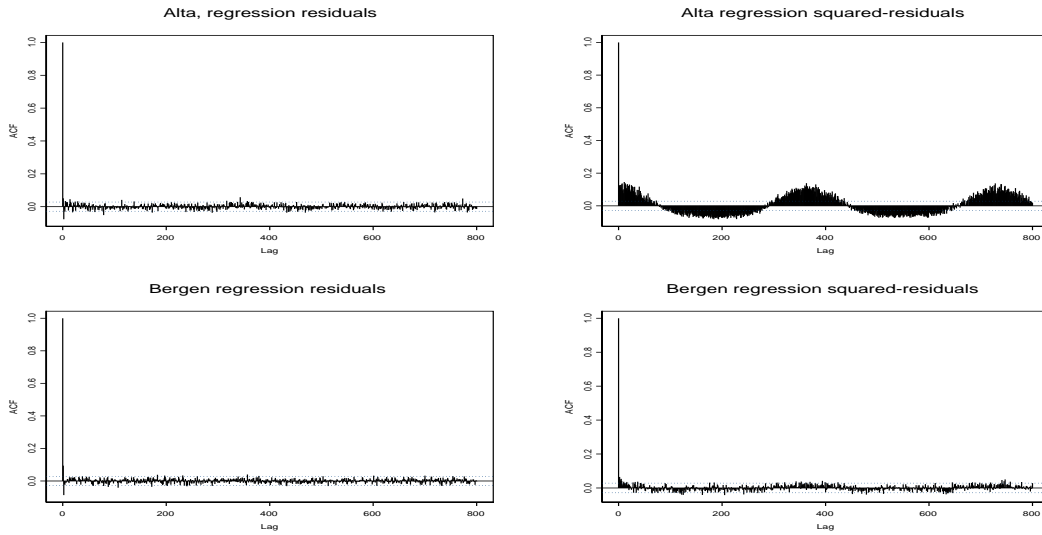 Alta, regression residuals
ACF
0.0 0.2 0.4 0.6 0.8 1.0
0 200 400 600 800
Lag
Alta regression squared-residuals
ACF
0.0 0.2 0.4 0.6 0.8 1.0
0 200 400 600 800
Lag
Bergen regression residuals
ACF
0.0 0.2 0.4 0.6 0.8 1.0
0 200 400 600 800
Lag
Bergen regression squared-residuals
ACF
0.0 0.2 0.4 0.6 0.8 1.0
0 200 400 600 800
Lag